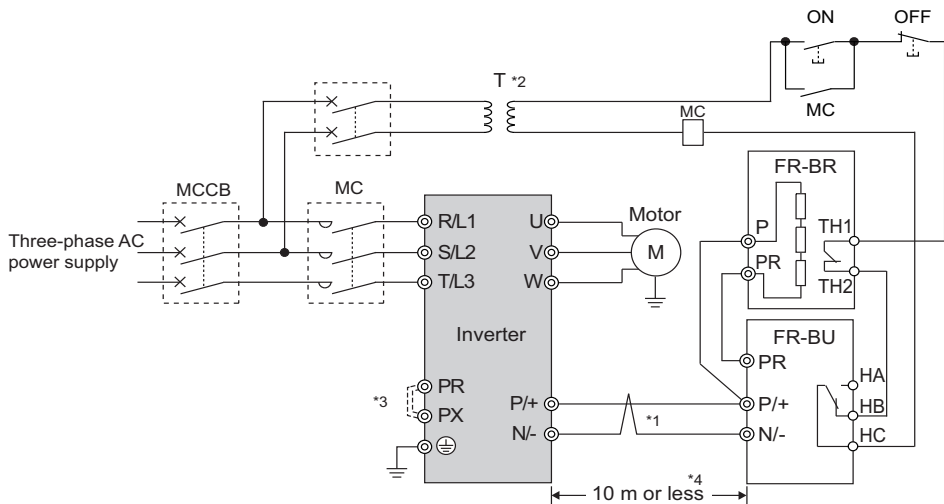 ON
OFF
T *2
MC
MC
FR-BR
MCCB
MC
R/L1
U
Motor
P
TH1
Three-phase AC
power supply
S/L2
V
M
PR
T/L3
W
TH2
Inverter
FR-BU
PR
PR
HA
*3
P/+
*1
P/+
HB
PX
N/-
N/-
HC
*4
10 m or less